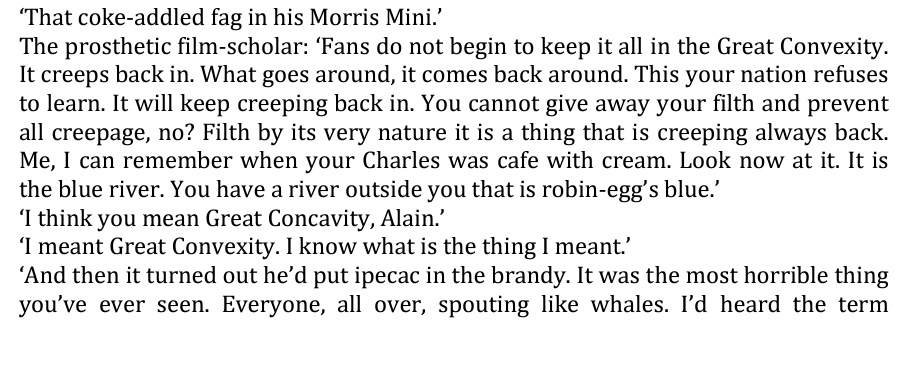 ‘That coke-addled fag in his Morris Mini.’
The prosthetic film-scholar: ‘Fans do not begin to keep it all in the Great Convexity.
It creeps back in. What goes around, it comes back around. This your nation refuses
to learn. It will keep creeping back in. You cannot give away your filth and prevent
all creepage, no? Filth by its very nature it is a thing that is creeping always back.
Me, I can remember when your Charles was cafe with cream. Look now at it. It is
the blue river. You have a river outside you that is robin-egg’s blue.’
‘I think you mean Great Concavity, Alain.’
‘I meant Great Convexity. I know what is the thing I meant.’
‘And then it turned out he’d put ipecac in the brandy. It was the most horrible thing
you’ve ever seen. Everyone, all over, spouting like whales. I’d heard the term